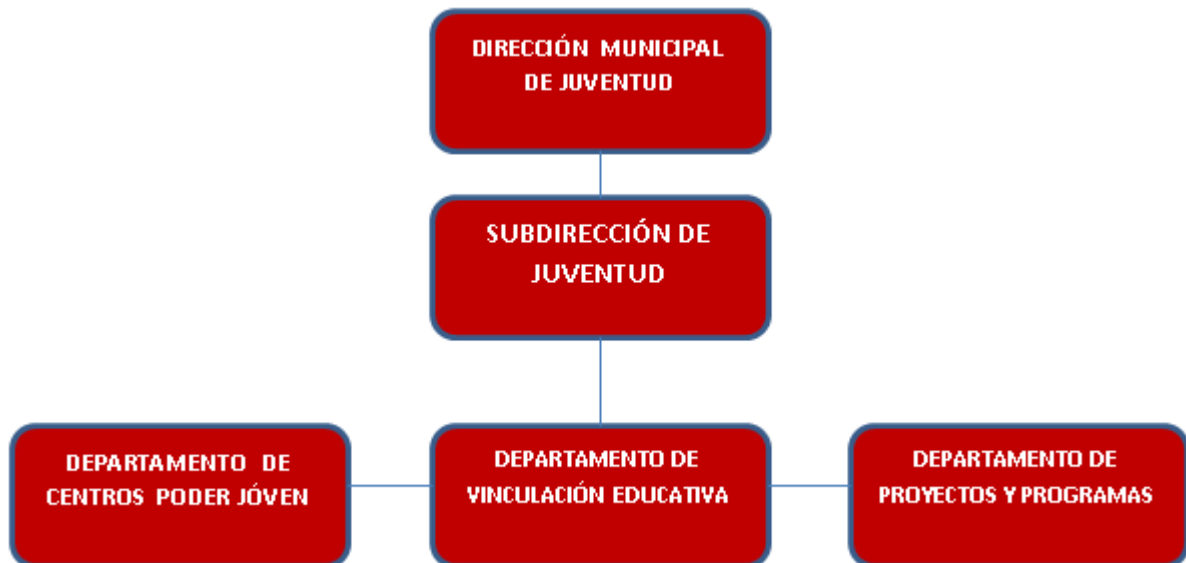 DIRECCIÓN MUNICIPAL
DE JUVENTUD
SUBDIRECCIÓN DE
JUVENTUD
DEPARTAMENTO DE
CENTROS PODER JÓVEN
DEPARTAMENTO DE
VINCULACIÓN EDUCATIVA
DEPARTAMENTO DE
PROYECTOS Y PROGRAMAS